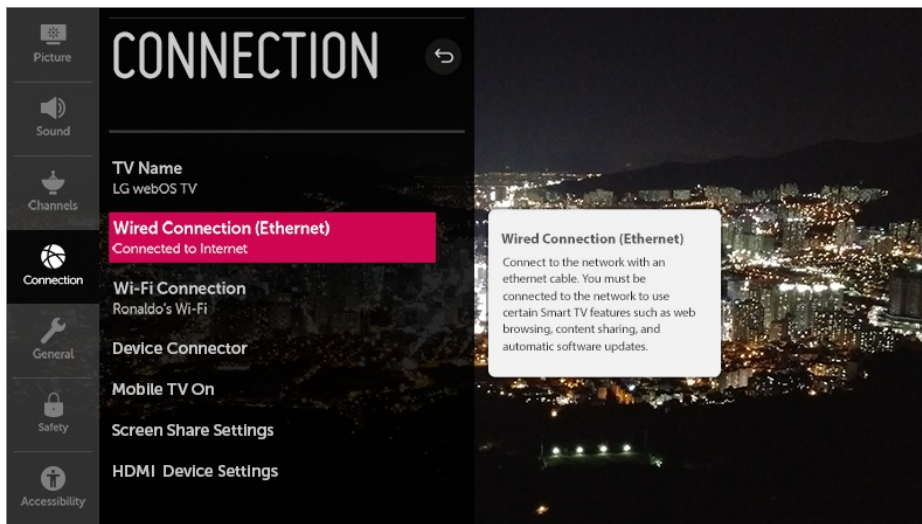 Picture
Sound
Channels
Connection
General
Safety
Accessibility
CONNECTION
TV Name
LG webOS TV
Wired Connection (Ethernet)
Connected to Internet
Wi-Fi Connection
Ronaldo's Wi-Fi
Device Connector
Mobile TV On
Screen Share Settings
HDMI Device Settings
Wired Connection (Ethernet)
Connect to the network with an
ethernet cable. You must be
connected to the network to use
certain Smart TV features such as web
browsing, content sharing, and
automatic software updates.